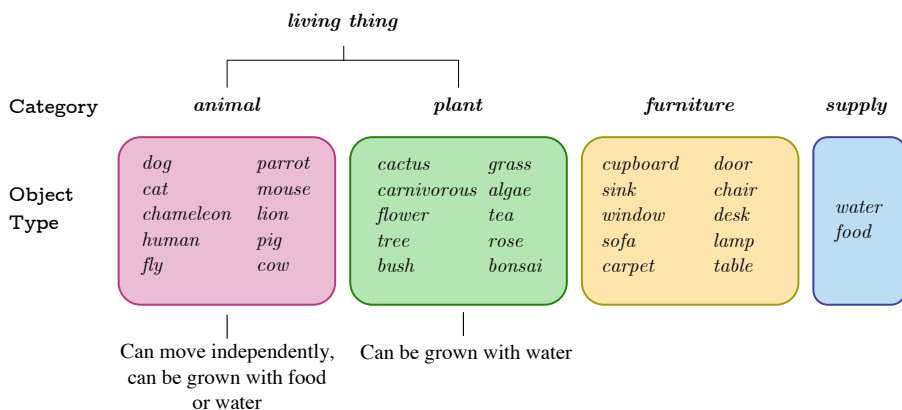 living thing
Category animal plant furniture supply
Object Type
dog parrot
cat mouse
chameleon lion
human pig
fly cow
cactus grass
carnivorous algae
flower tea
tree rose
bush bonsai
cupboard door
sink chair
window desk
sofa lamp
carpet table
water
food
Can move independently,
can be grown with food
or water
Can be grown with water